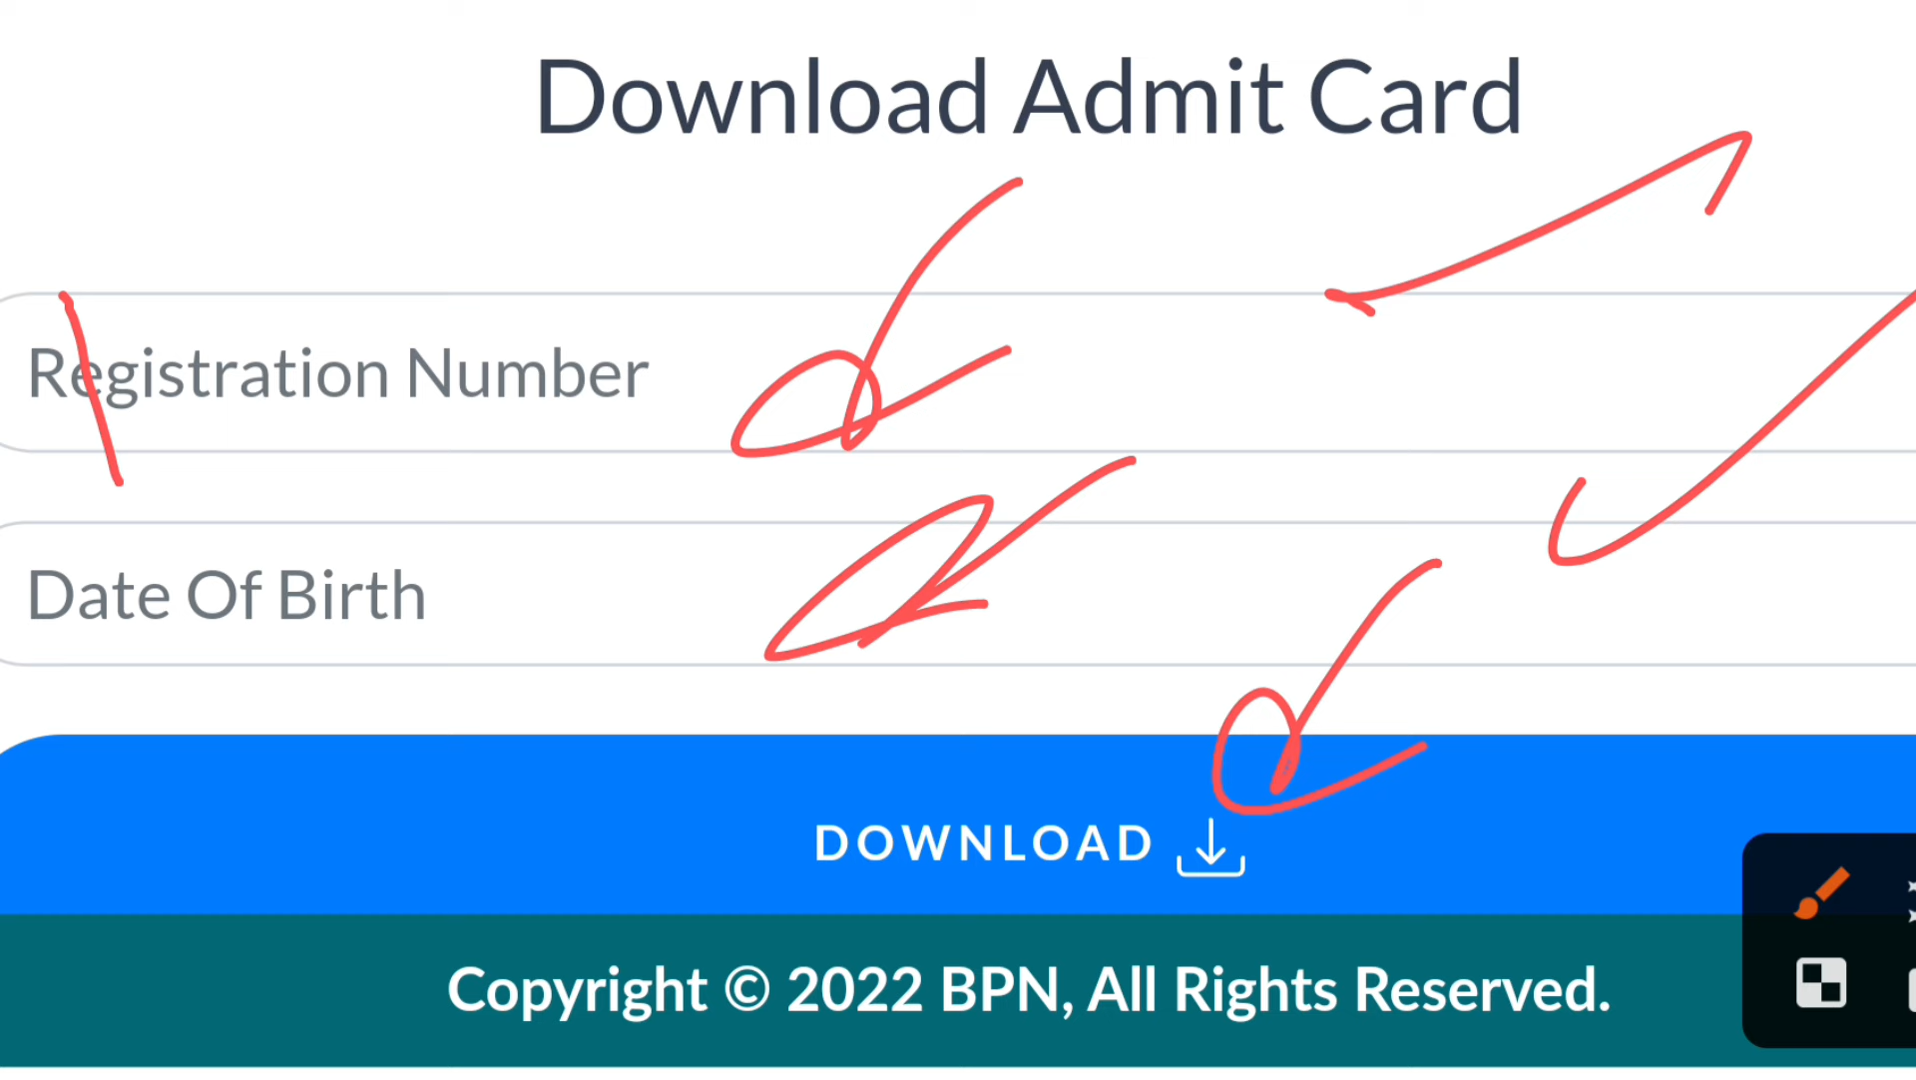 Download Admit Card
Registration Number
Date Of Birth
DOWNLOAD
Copyright © 2022 BPN, All Rights Reserved.